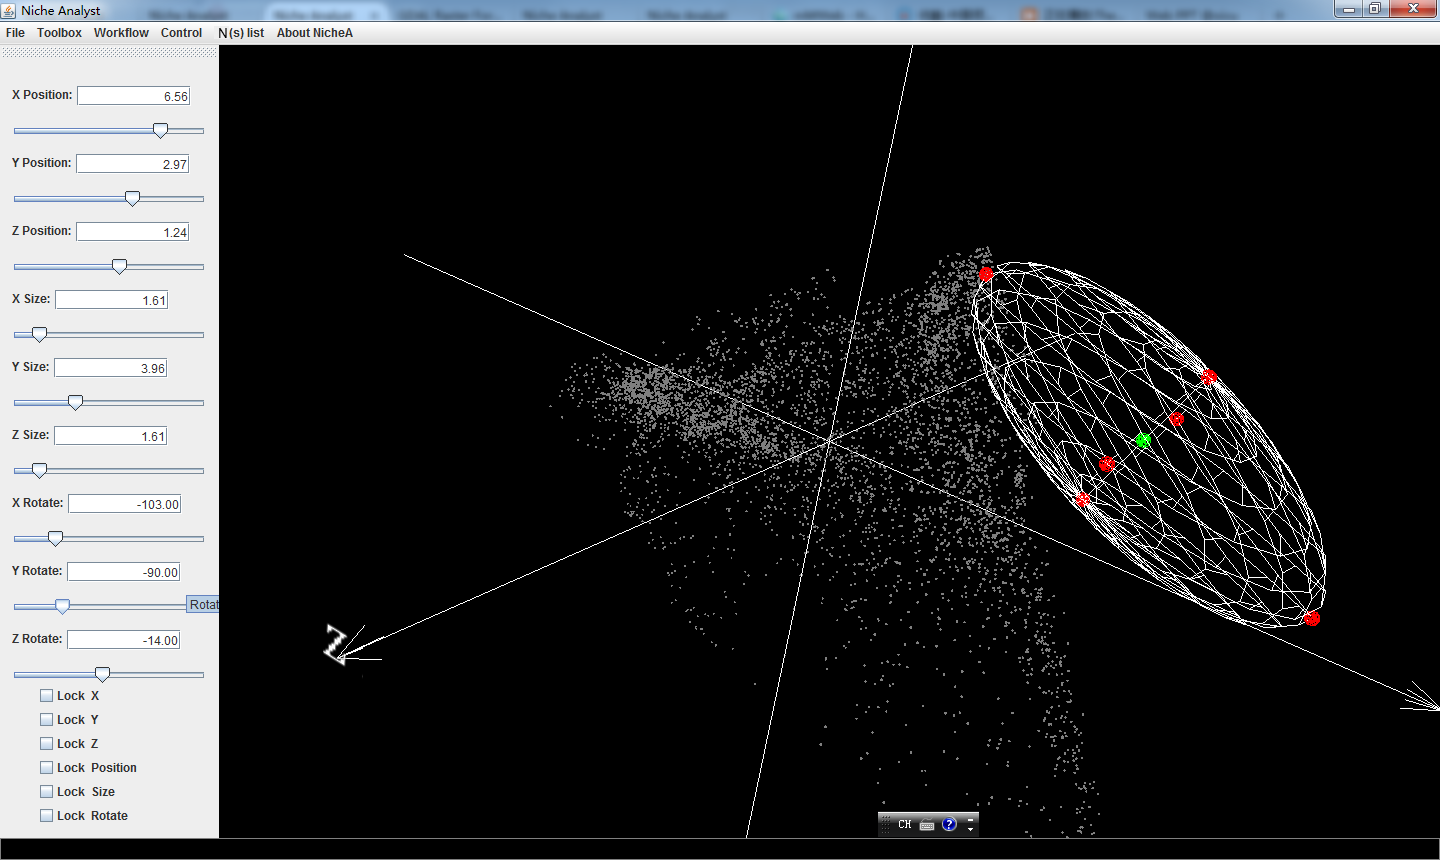 Niche Analyst
File Toolbox Workflow Control N(s) list About NicheA
X Position: 6.56
Y Position: 2.97
Z Position: 1.24
X Size: 1.61
Y Size: 3.96
Z Size: 1.61
X Rotate: -103.00
Y Rotate: -90.00
Rotat
Z Rotate: -14.00
Lock X
Lock Y
Lock Z
Lock Position
Lock Size
Lock Rotate
Z
CH